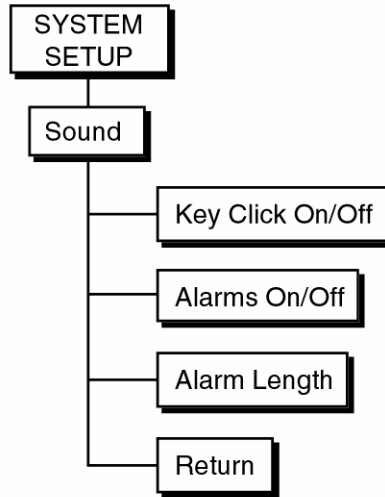 SYSTEM
SETUP
Sound
Key Click On/Off
Alarms On/Off
Alarm Length
Return